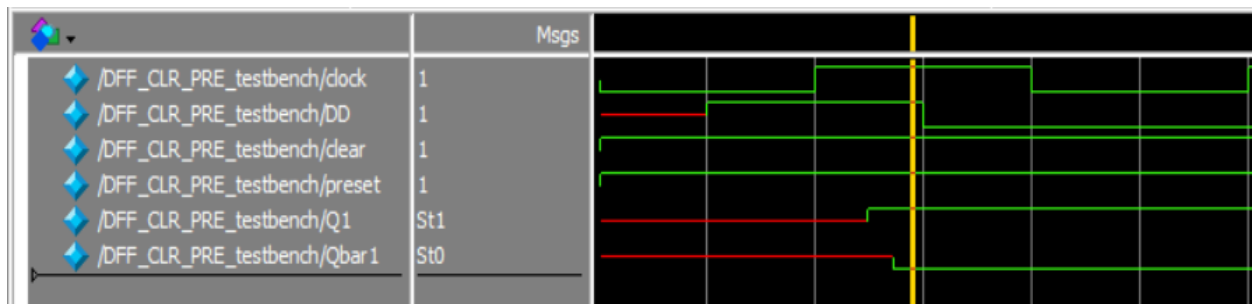 Msgs
/DFF_CLR_PRE_testbench/clock 1
/DFF_CLR_PRE_testbench/DD 1
/DFF_CLR_PRE_testbench/clear 1
/DFF_CLR_PRE_testbench/preset 1
/DFF_CLR_PRE_testbench/Q1 St1
/DFF_CLR_PRE_testbench/Qbar1 St0